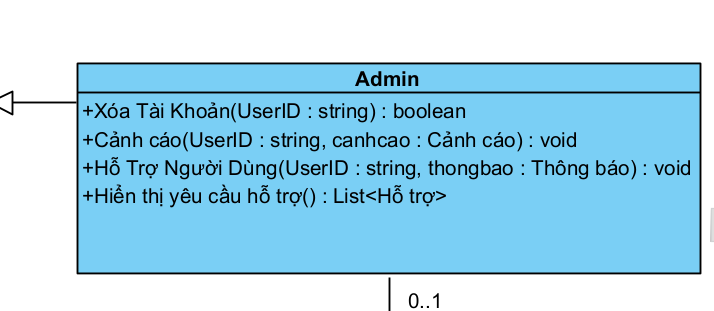 Admin
+Xóa Tài Khoản(UserID : string) : boolean
+Cảnh cáo(UserID : string, canhcao : Cảnh cáo) : void
+Hỗ Trợ Người Dùng(UserID : string, thongbao : Thông báo) : void
+Hiển thị yêu cầu hỗ trợ() : List<Hỗ trợ>
0..1